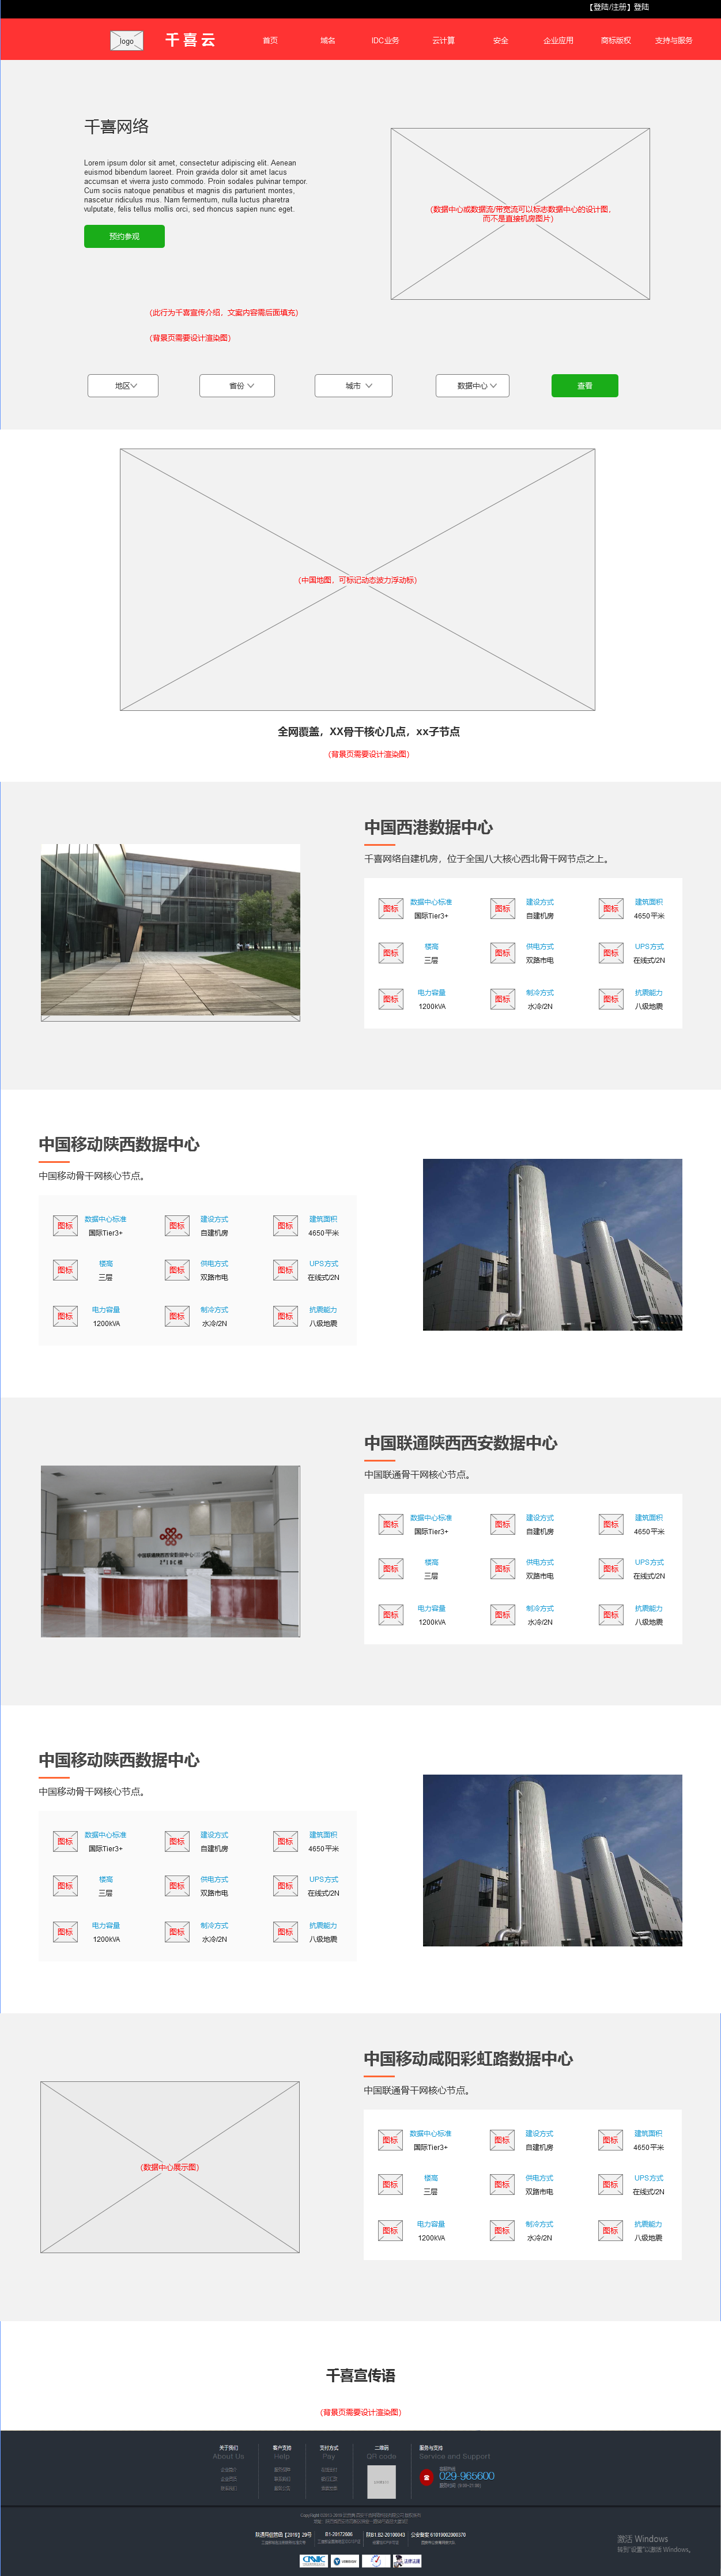 【登陆/注册】登陆
logo
千喜云
首页 域名 IDC业务 云计算 安全 企业应用 商标版权 支持与服务
千喜网络
Lorem ipsum dolor sit amet, consectetur adipiscing elit. Aenean
euismod bibendum laoreet. Proin gravida dolor sit amet lacus
accumsan et viverra justo commodo. Proin sodales pulvinar tempor.
Cum sociis natoque penatibus et magnis dis parturient montes,
nascetur ridiculus mus. Nam fermentum, nulla luctus pharetra
vulputate, felis tellus mollis orci, sed rhoncus sapien nunc eget.
预约参观
(数据中心或数据流/带宽流可以标志数据中心的设计图,
而不是直接机房图片)
(此行为千喜宣传介绍, 文案内容需后面填充)
(背景页需要设计渲染图)
地区 省份 城市 数据中心 查看
(中国地图, 可标记动态波力浮动标)
全网覆盖，XX骨干核心几点，xx子节点
(背景页需要设计渲染图)
中国西港数据中心
千喜网络自建机房，位于全国八大核心西北骨干网节点之上。
图标 数据中心标准 图标 建设方式 图标 建筑面积
国际Tier3+ 自建机房 4650平米
图标 楼高 图标 供电方式 图标 UPS方式
三层 双路市电 在线式/2N
图标 电力容量 图标 制冷方式 图标 抗震能力
1200kVA 水冷/2N 八级地震
中国移动陕西数据中心
中国移动骨干网核心节点。
图标 数据中心标准 图标 建设方式 图标 建筑面积
国际Tier3+ 自建机房 4650平米
图标 楼高 图标 供电方式 图标 UPS方式
三层 双路市电 在线式/2N
图标 电力容量 图标 制冷方式 图标 抗震能力
1200kVA 水冷/2N 八级地震
中国联通陕西西安数据中心
中国联通骨干网核心节点。
中国联通陕西西安数据中心
图标 数据中心标准 图标 建设方式 图标 建筑面积
国际Tier3+ 自建机房 4650平米
图标 楼高 图标 供电方式 图标 UPS方式
三层 双路市电 在线式/2N
图标 电力容量 图标 制冷方式 图标 抗震能力
1200kVA 水冷/2N 八级地震
中国移动陕西数据中心
中国移动骨干网核心节点。
图标 数据中心标准 图标 建设方式 图标 建筑面积
国际Tier3+ 自建机房 4650平米
图标 楼高 图标 供电方式 图标 UPS方式
三层 双路市电 在线式/2N
图标 电力容量 图标 制冷方式 图标 抗震能力
1200kVA 水冷/2N 八级地震
中国移动咸阳彩虹路数据中心
中国联通骨干网核心节点。
(数据中心展示图)
图标 数据中心标准 图标 建设方式 图标 建筑面积
国际Tier3+ 自建机房 4650平米
图标 楼高 图标 供电方式 图标 UPS方式
三层 双路市电 在线式/2N
图标 电力容量 图标 制冷方式 图标 抗震能力
1200kVA 水冷/2N 八级地震
千喜宣传语
(背景页需要设计渲染图)
关于我们 客户支持 支付方式 二维码 服务与支持
About Us Help Pay QR code Service and Support
029-965600
B1-20172686
激活 Windows
转到"设置"以激活 Windows。